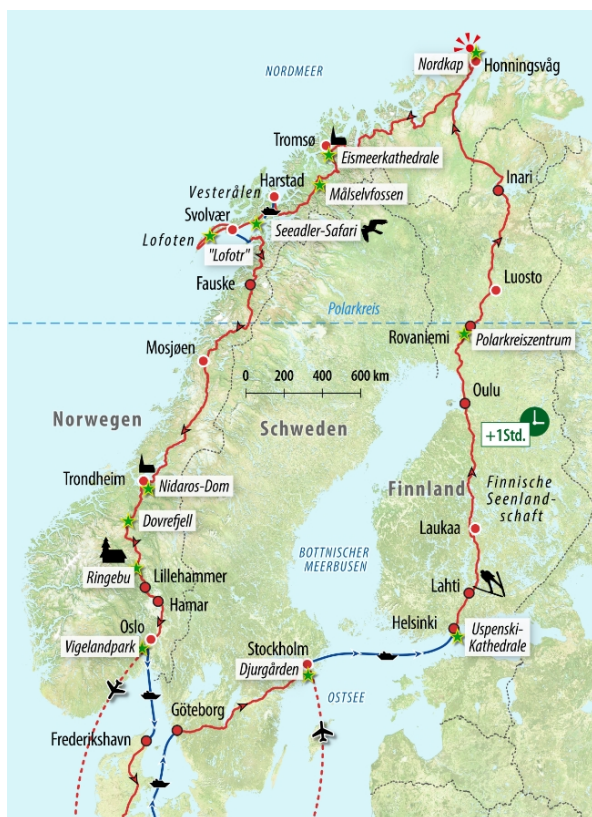 NORDMEER
Nordkap
Honningsvåg
Tromsø
Eismeerkathedrale
Vesterålen
Harstad
Målselvfossen
Inari
Svolvær
Seeadler-Safari
Lofoten
"Lofotr"
Fauske
Luosto
Polarkreis
Rovaniemi
Polarkreiszentrum
Mosjøen
0 200 400 600 km
Oulu
Norwegen
Schweden
+1Std.
Trondheim
Nidaros-Dom
Finnland
Finnische
Seenland-
schaft
Dovrefjell
Laukaa
BOTTNISCHER
MEERBUSEN
Ringebu
Lillehammer
Lahti
Hamar
Oslo
Helsinki
Uspenski-
Kathedrale
Vigelandpark
Stockholm
Djurgården
OSTSEE
Göteborg
Frederikshavn